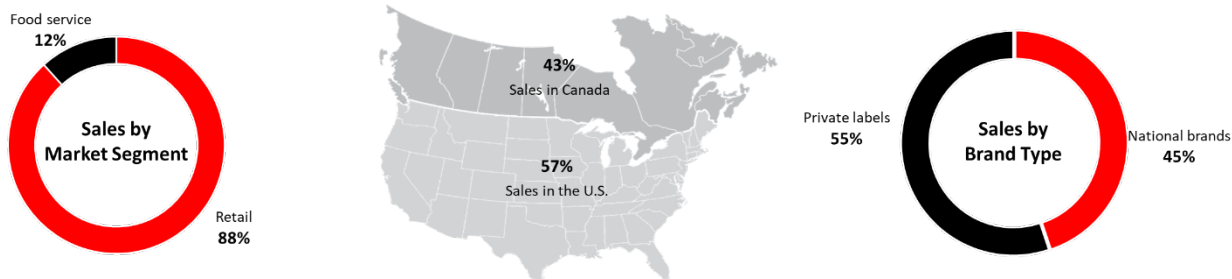 Food service
12%
Sales by
Market Segment
Retail
88%
43%
Sales in Canada
57%
Sales in the U.S.
Private labels
55%
Sales by
Brand Type
National brands
45%